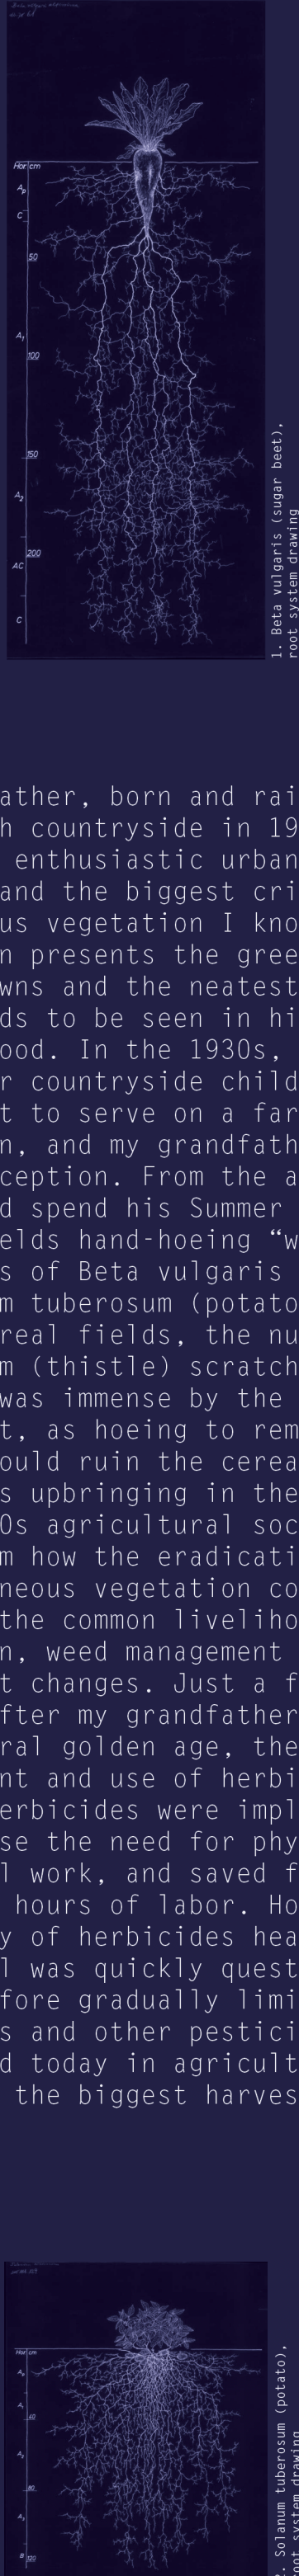 Hor cm
Ap
C
50
A1
100
150
A2
200
AC
C
1. Beta vulgaris (sugar beet),
root system drawing
ather, born and rai
h countryside in 19
enthusiastic urban
and the biggest cri
us vegetation I kno
n presents the gree
wns and the neatest
ds to be seen in hi
ood. In the 1930s,
r countryside child
t to serve on a far
n, and my grandfath
ception. From the a
d spend his Summer
elds hand-hoeing “w
s of Beta vulgaris
m tuberosum (potato
real fields, the nu
m (thistle) scratch
was immense by the
t, as hoeing to rem
ould ruin the cerea
s upbringing in the
0s agricultural soc
m how the eradicati
neous vegetation co
the common liveliho
n, weed management
t changes. Just a f
fter my grandfather
ral golden age, the
nt and use of herbi
erbicides were impl
se the need for phy
l work, and saved f
hours of labor. Ho
y of herbicides hea
l was quickly quest
fore gradually limi
s and other pestici
d today in agricult
the biggest harves
Hor cm
60
80
120
B
2. Solanum tuberosum (potato),
root system drawing